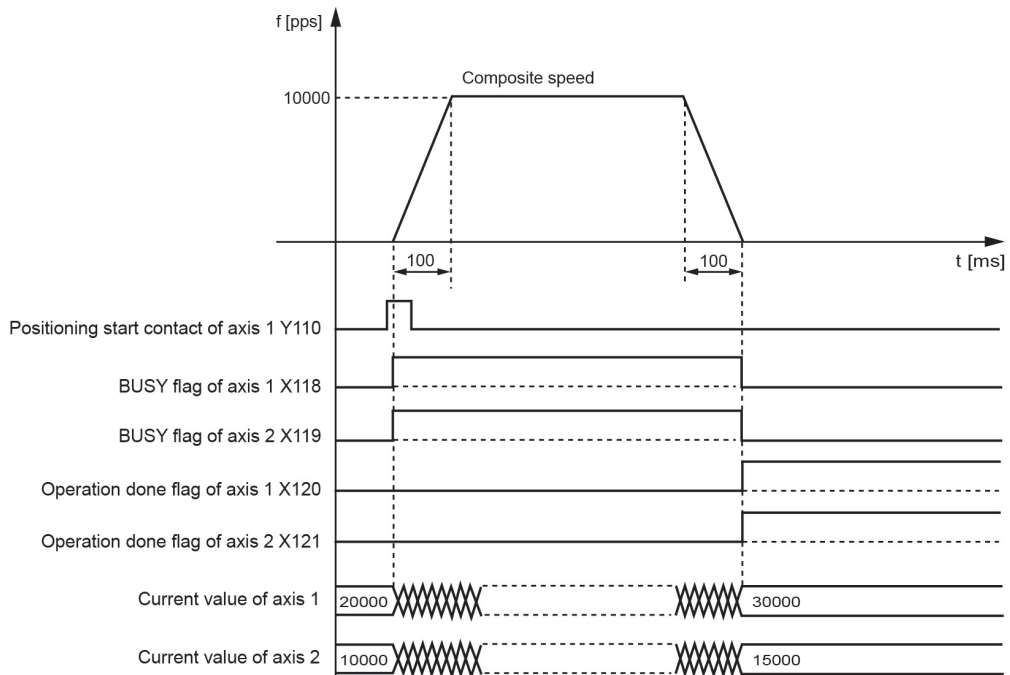 f [pps]
Composite speed
10000
t [ms]
100
100
Positioning start contact of axis 1 Y110
BUSY flag of axis 1 X118
BUSY flag of axis 2 X119
Operation done flag of axis 1 X120
Operation done flag of axis 2 X121
Current value of axis 1
20000
30000
Current value of axis 2
10000
15000